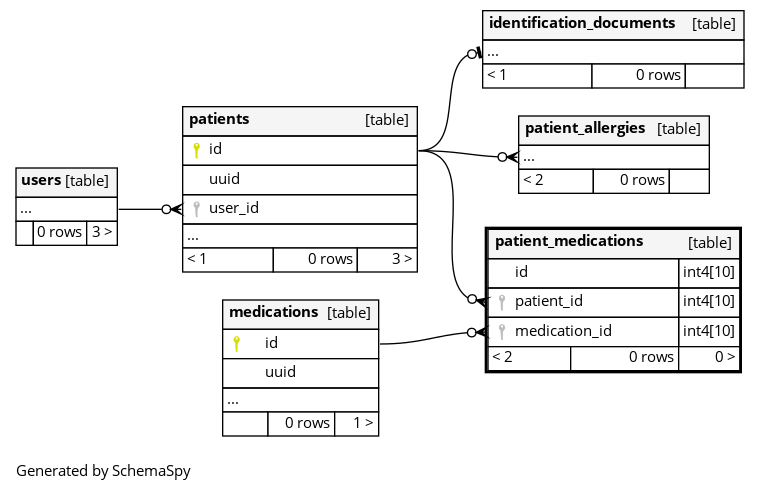 identification_documents [table]
...
< 1 0 rows
patients [table]
id
uuid
user_id
...
< 1 0 rows 3 >
patient_allergies [table]
...
< 2 0 rows
users [table]
...
0 rows 3 >
patient_medications [table]
id int4[10]
patient_id int4[10]
medication_id int4[10]
< 2 0 rows 0 >
medications [table]
id
uuid
...
0 rows 1 >
Generated by SchemaSpy